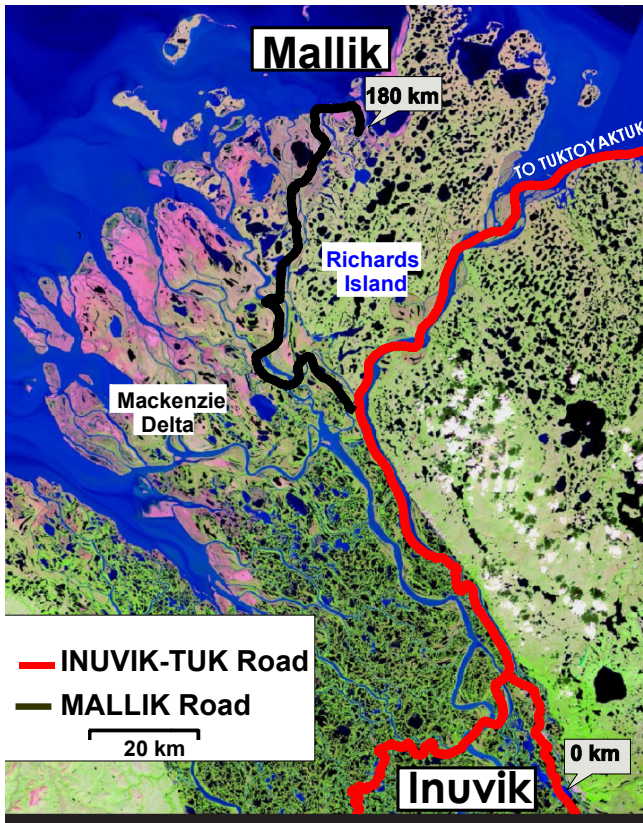 Mallik
180 km
TO TUKTOYAKTUK
Richards
Island
Mackenzie
Delta
INUVIK-TUK Road
MALLIK Road
20 km
0 km
Inuvik